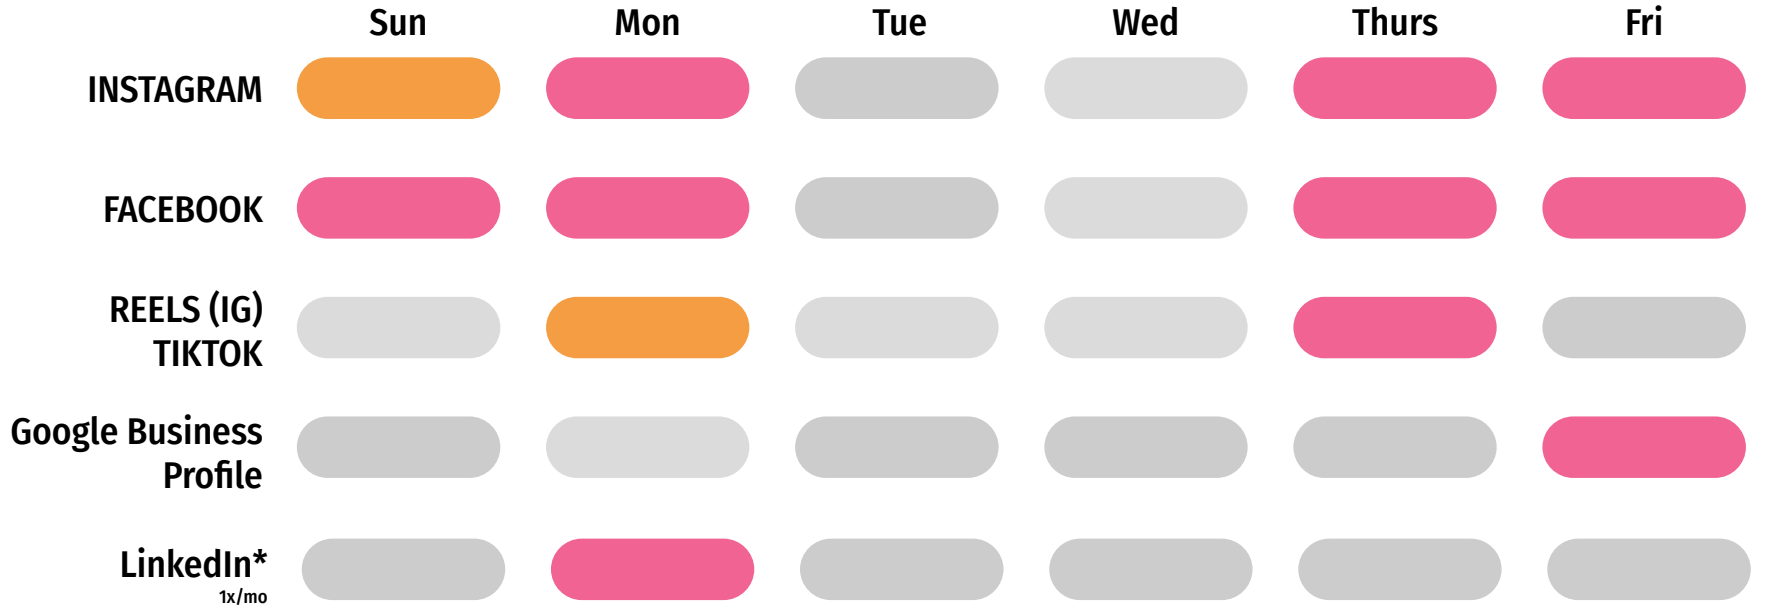 Sun Mon Tue Wed Thurs Fri
INSTAGRAM
FACEBOOK
REELS (IG)
TIKTOK
Google Business
Profile
LinkedIn*
1x/mo